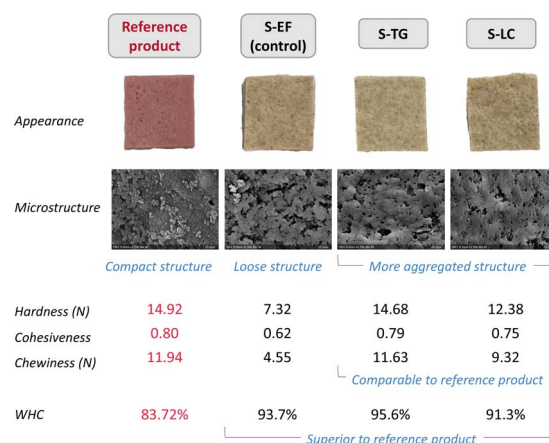 Reference product
S-EF (control)
S-TG
S-LC
Appearance
Microstructure
Compact structure
Loose structure
More aggregated structure
Hardness (N) 14.92 7.32 14.68 12.38
Cohesiveness 0.80 0.62 0.79 0.75
Chewiness (N) 11.94 4.55 11.63 9.32
Comparable to reference product
WHC 83.72% 93.7% 95.6% 91.3%
Superior to reference product